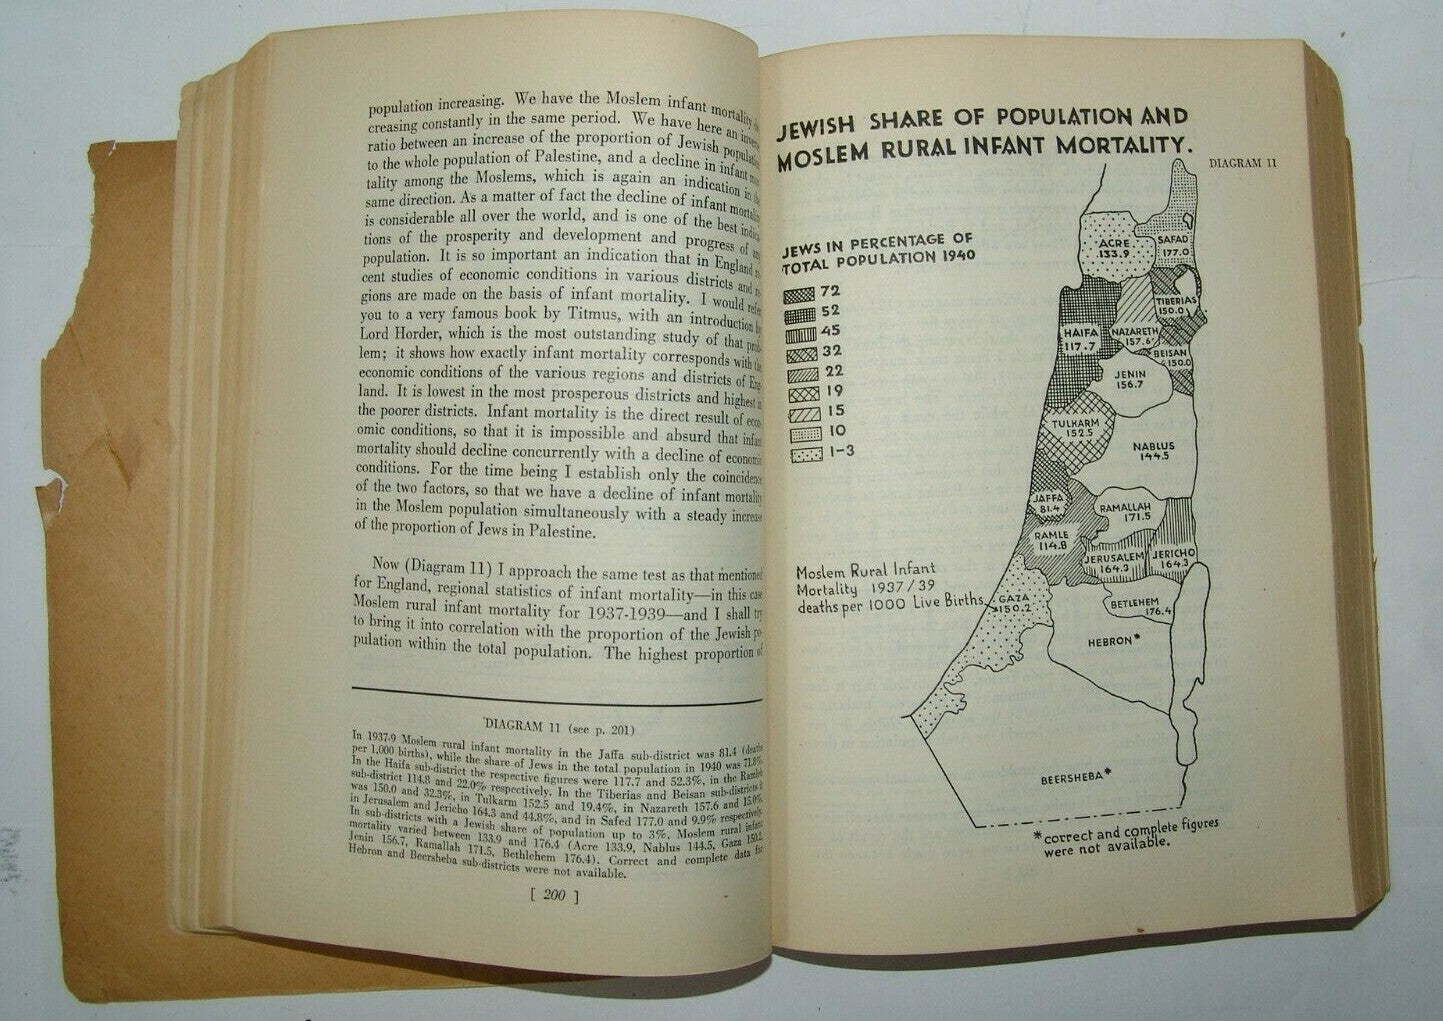 population increasing. We have the Moslem infant mortality de-
creasing constantly in the same period. We have here an inverse
ratio between an increase of the proportion of Jewish population
to the whole population of Palestine, and a decline in infant mor-
tality among the Moslems, which is again an indication in the
same direction. As a matter of fact the decline of infant mortality
is considerable all over the world, and is one of the best indica-
tions of the prosperity and development and progress of any
population. It is so important an indication that in England re-
cent studies of economic conditions in various districts and re-
gions are made on the basis of infant mortality. I would refer
you to a very famous book by Titmus, with an introduction by
Lord Horder, which is the most outstanding study of that prob-
lem; it shows how exactly infant mortality corresponds with the
economic conditions of the various regions and districts of Eng-
land. It is lowest in the most prosperous districts and highest in
the poorer districts. Infant mortality is the direct result of econ-
omic conditions, so that it is impossible and absurd that infant
mortality should decline concurrently with a decline of economic
conditions. For the time being I establish only the coincidence
of the two factors, so that we have a decline of infant mortality
in the Moslem population simultaneously with a steady increase
of the proportion of Jews in Palestine.
Now (Diagram 11) I approach the same test as that mentioned
for England, regional statistics of infant mortality—in this case
Moslem rural infant mortality for 1937-1939—and I shall try
to bring it into correlation with the proportion of the Jewish po-
pulation within the total population. The highest proportion of
DIAGRAM 11 (see p. 201)
In 1937-9 Moslem rural infant mortality in the Jaffa sub-district was 81.4 (deaths
per 1,000 births), while the share of Jews in the total population in 1940 was 71.8%.
In the Haifa sub-district the respective figures were 117.7 and 52.3%, in the Ramleh
sub-district 114.8 and 22.0% respectively. In the Tiberias and Beisan sub-districts it
was 150.0 and 32.3%, in Tulkarm 152.5 and 19.4%, in Nazareth 157.6 and 15.0%,
in Jerusalem and Jericho 164.3 and 44.8%, and in Safed 177.0 and 9.9% respectively.
In sub-districts with a Jewish share of population up to 3%, Moslem rural infant
mortality varied between 133.9 and 176.4 (Acre 133.9, Nablus 144.5, Gaza 150.2,
Jenin 156.7, Ramallah 171.5, Bethlehem 176.4). Correct and complete data for
Hebron and Beersheba sub-districts were not available.
[ 200 ]
JEWISH SHARE OF POPULATION AND
MOSLEM RURAL INFANT MORTALITY.
DIAGRAM 11
JEWS IN PERCENTAGE OF
TOTAL POPULATION 1940
72
52
45
32
22
19
15
10
1-3
ACRE
133.9
SAFAD
177.0
TIBERIAS
150.0
HAIFA
117.7
NAZARETH
157.6
BEISAN
150.0
JENIN
156.7
TULKARM
152.5
NABLUS
144.5
JAFFA
81.4
RAMALLAH
171.5
RAMLE
114.8
JERUSALEM
164.3
JERICHO
164.3
Moslem Rural Infant
Mortality 1937/39
deaths per 1000 Live Births
GAZA
150.2
BETLEHEM
176.4
HEBRON*
BEERSHEBA*
*correct and complete figures
were not available.